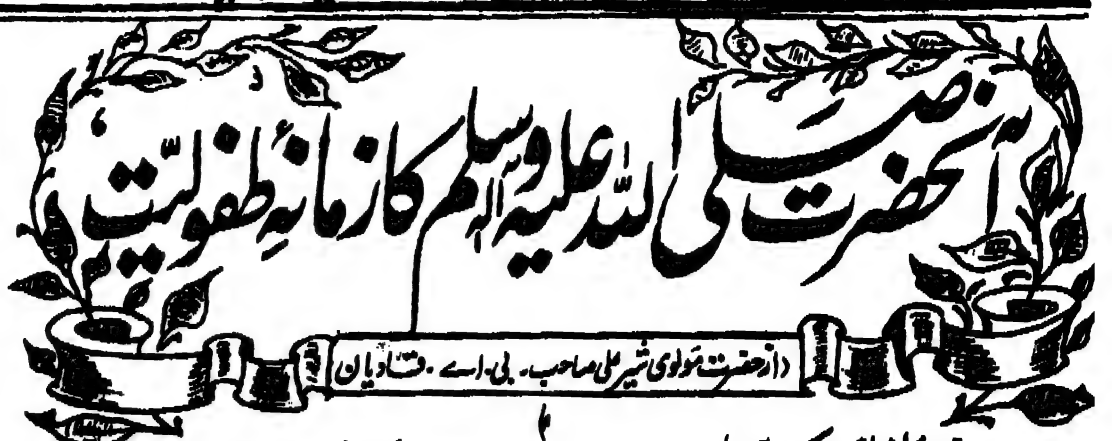 آنحضرت صلی اللہ علیہ وآلہ وسلم کا زمانۂ طفولیت
(از حضرت مولوی شیر علی صاحب۔ بی۔ اے۔ قادیان)